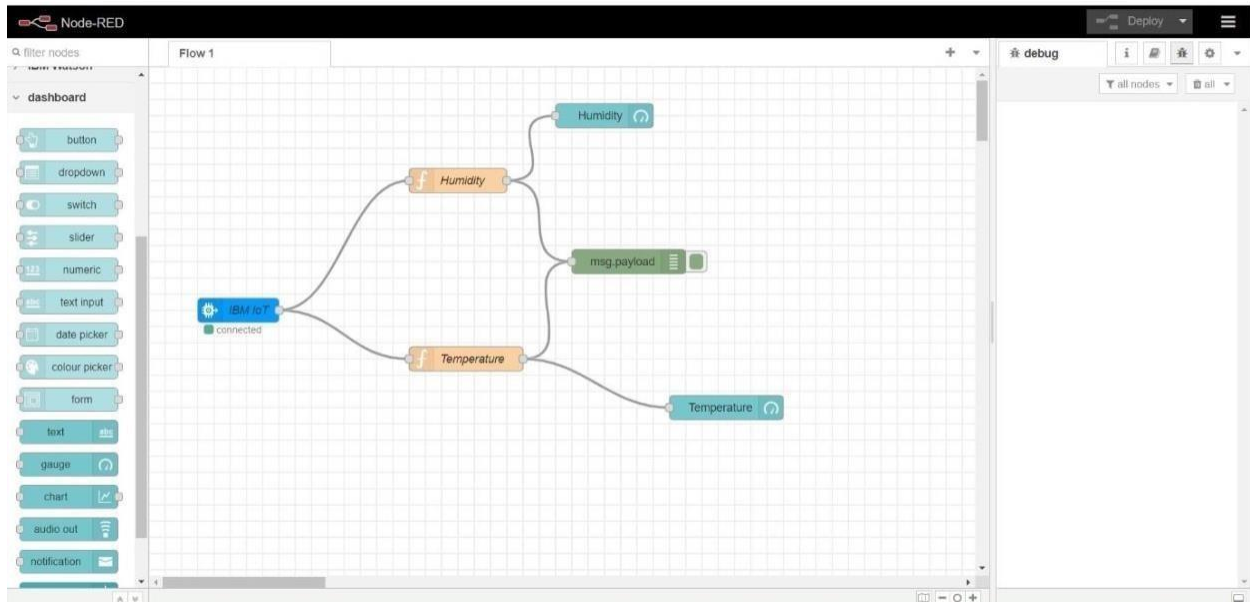 Node-RED
Deploy
filter nodes
IBM Watson
dashboard
button
dropdown
switch
slider
numeric
text input
date picker
colour picker
form
text
gauge
chart
audio out
notification
Flow 1
Humidity
Humidity
msg.payload
IBM IoT
connected
Temperature
Temperature
debug
all nodes
all